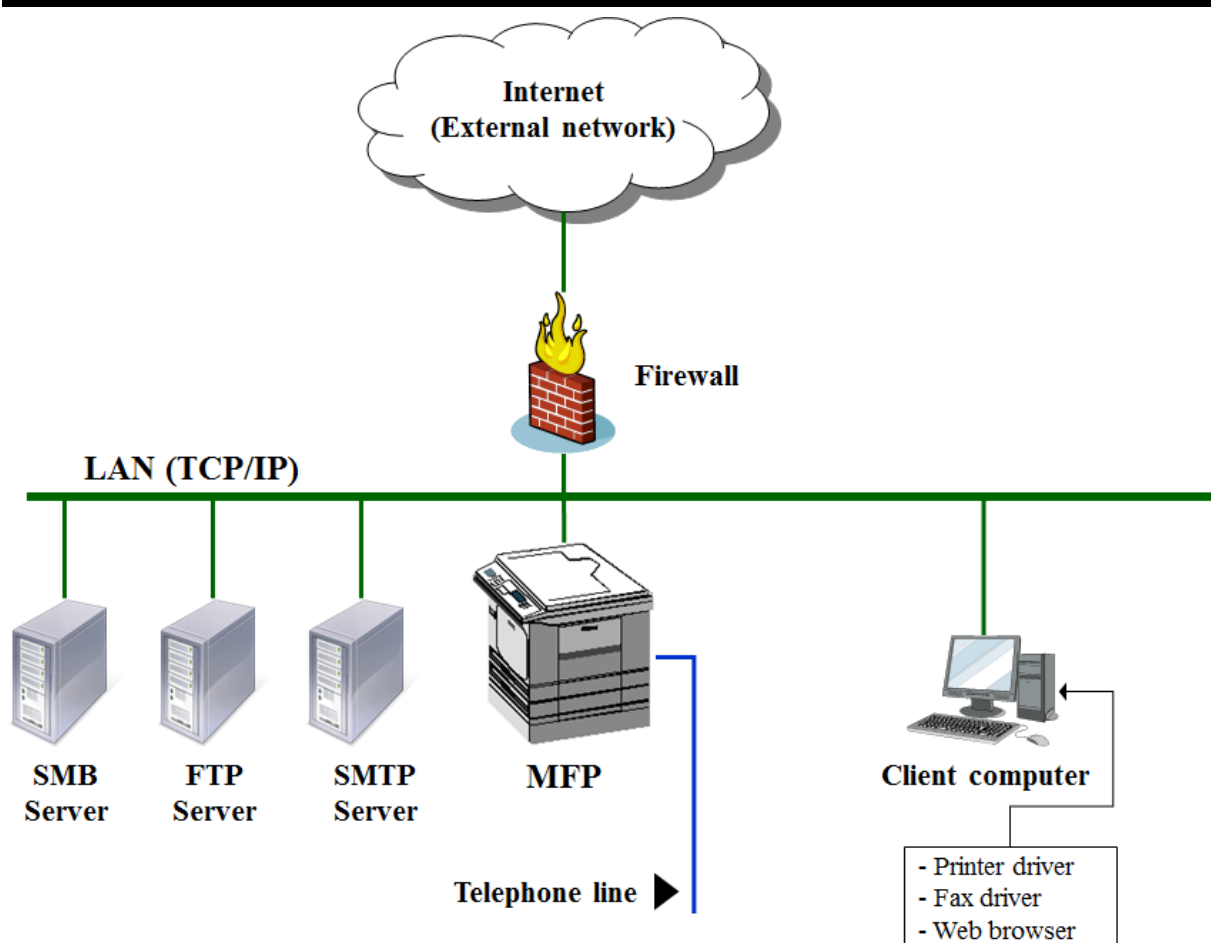 Internet
(External network)
Firewall
LAN (TCP/IP)
SMB
Server
FTP
Server
SMTP
Server
MFP
Client computer
Telephone line
- Printer driver
- Fax driver
- Web browser